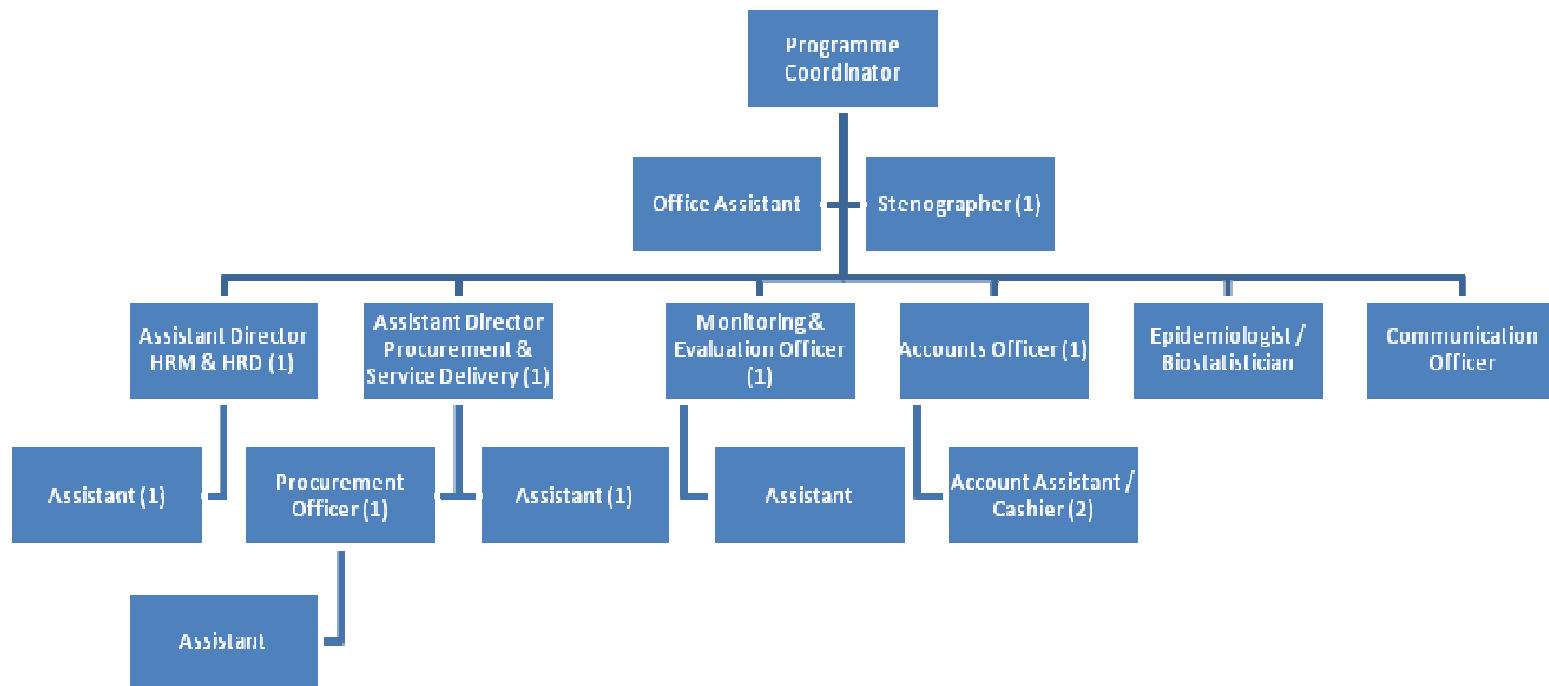 Programme
Coordinator
Office Assistant
Stenographer (1)
Assistant Director
HRM & HRD (1)
Assistant Director
Procurement &
Service Delivery (1)
Monitoring &
Evaluation Officer
(1)
Accounts Officer (1)
Epidemiologist /
Biostatistician
Communication
Officer
Assistant (1)
Procurement
Officer (1)
Assistant (1)
Assistant
Account Assistant /
Cashier (2)
Assistant